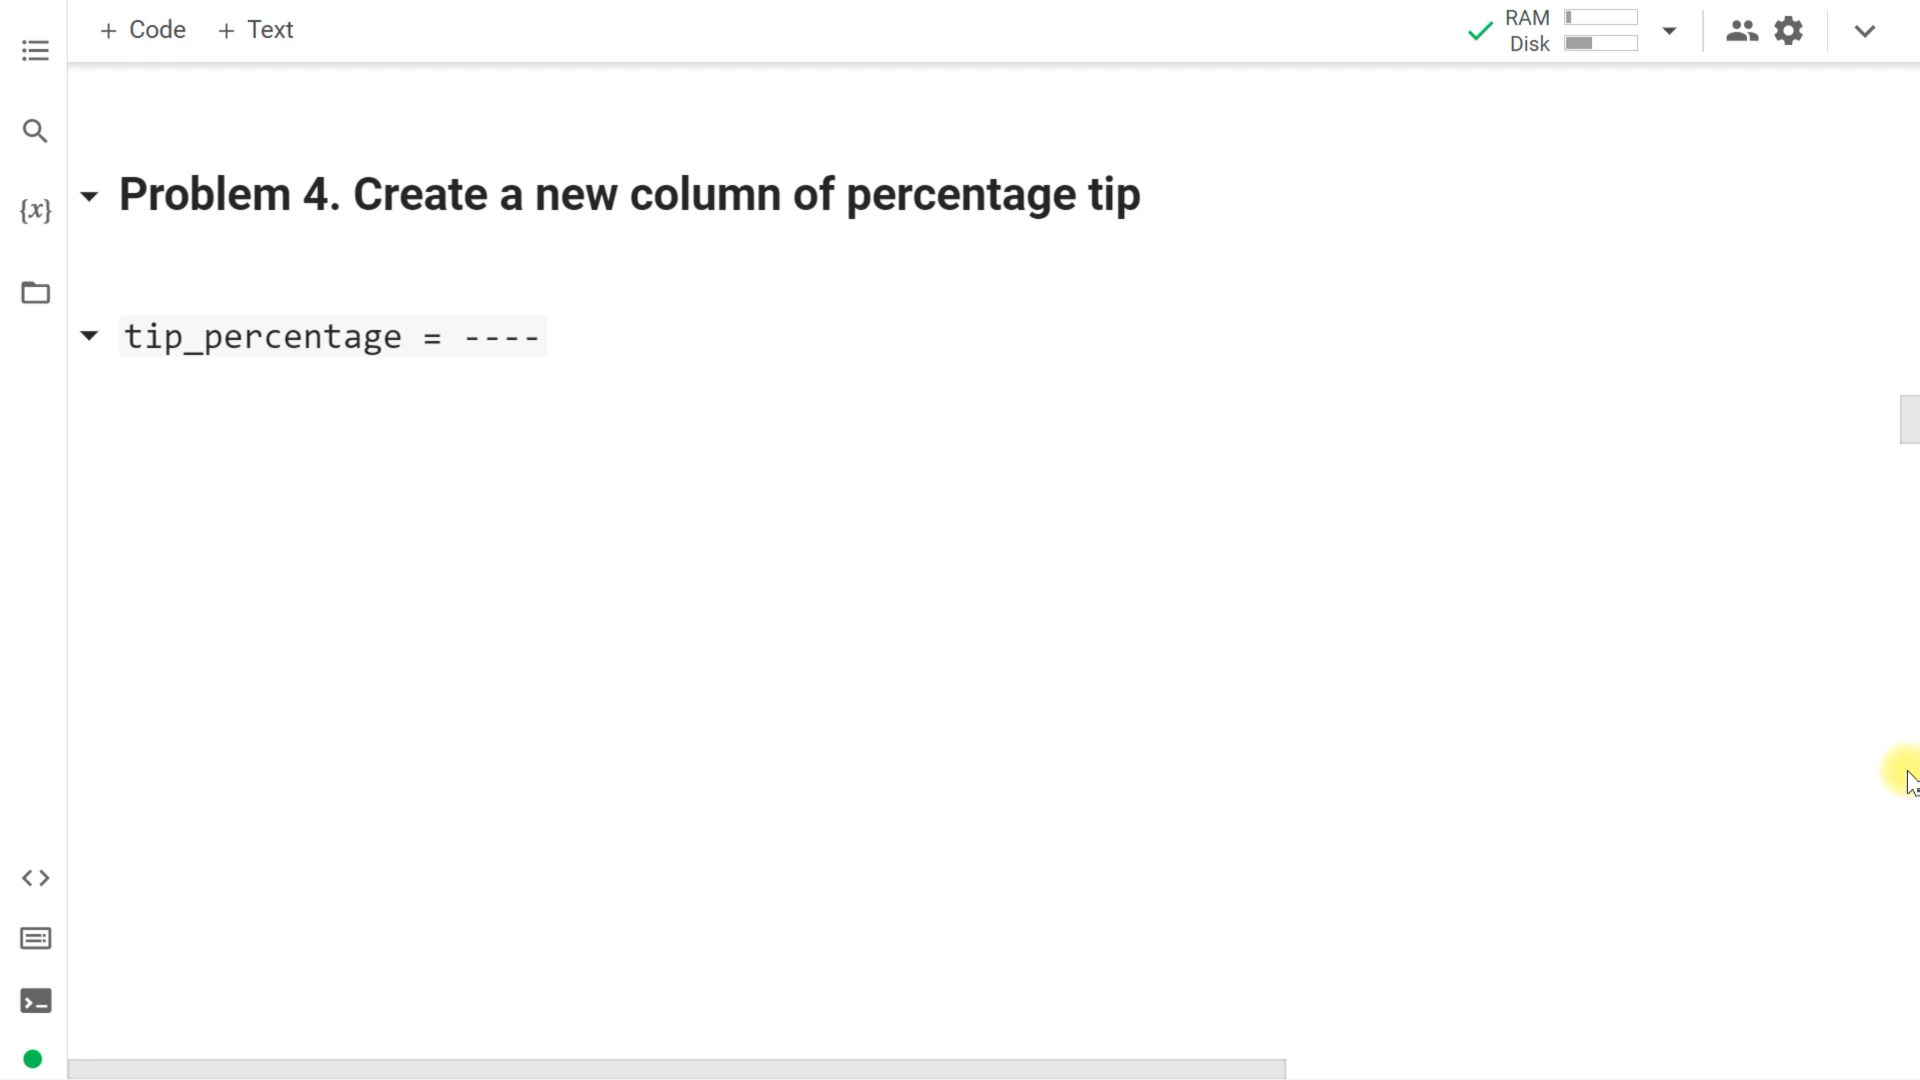 + Code + Text
RAM
Disk
{x}
Problem 4. Create a new column of percentage tip
tip_percentage = ----